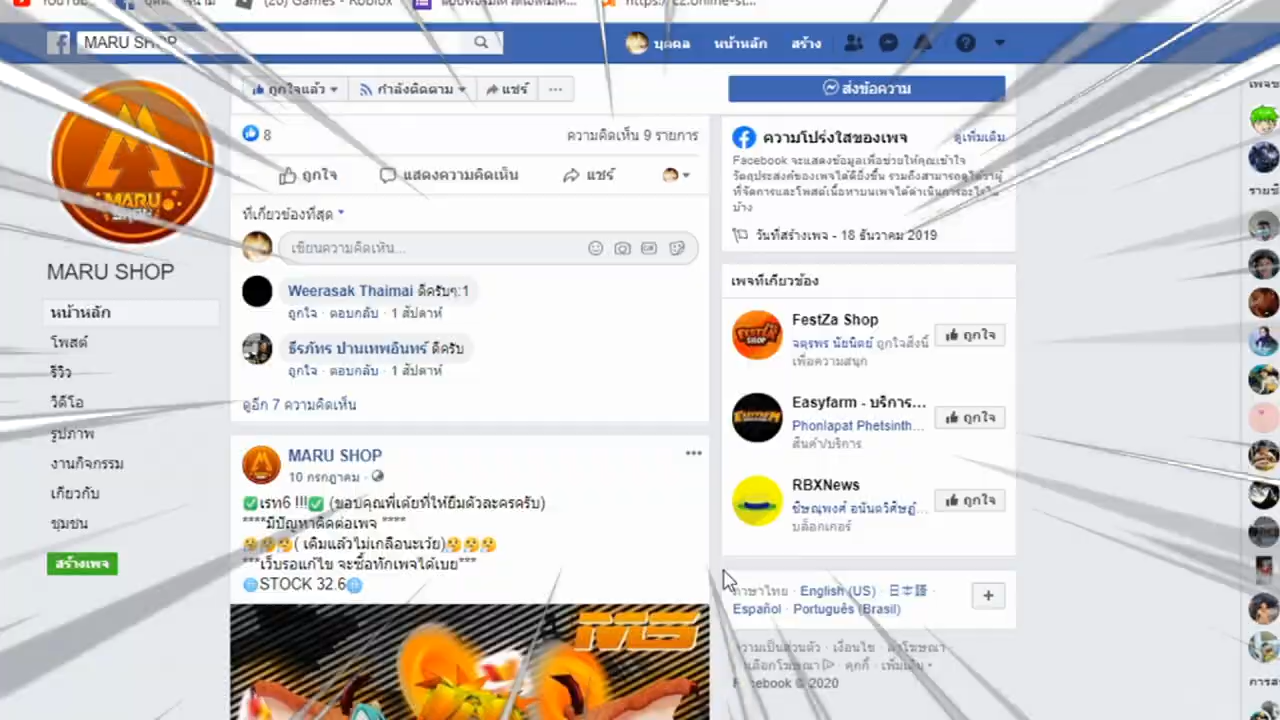 (20) Games - Roblox
MARU SHOP
บุคคล
หน้าหลัก
สร้าง
ถูกใจแล้ว
กำลังติดตาม
แชร์
ส่งข้อความ
MARU
MARU SHOP
หน้าหลัก
โพสต์
รีวิว
วิดีโอ
รูปภาพ
งานกิจกรรม
เกี่ยวกับ
ชุมชน
สร้างเพจ
8
ความคิดเห็น 9 รายการ
ถูกใจ
แสดงความคิดเห็น
แชร์
ที่เกี่ยวข้องที่สุด
เขียนความคิดเห็น...
Weerasak Thaimai ดีครับๆ:1
ถูกใจ · ตอบกลับ · 1 สัปดาห์
ธีรภัทร ปานเทพอินทร์ ดีครับ
ถูกใจ · ตอบกลับ · 1 สัปดาห์
ดูอีก 7 ความคิดเห็น
MARU SHOP
10 กรกฎาคม ·
✅เรท6 !!!✅ (ขอบคุณพี่เต้ยที่ให้ยืมตัวละครครับ)
****มีปัญหาติดต่อเพจ ****
( เติมแล้วไม่เกลือนะเว้ย)
***เว็บรอแก้ไข จะซื้อทักเพจได้เบย***
STOCK 32.6
MS
ความโปร่งใสของเพจ
ดูเพิ่มเติม
Facebook จะแสดงข้อมูลเพื่อช่วยให้คุณเข้าใจ
วัตถุประสงค์ของเพจได้ดียิ่งขึ้น รวมถึงสามารถดูได้ว่าผู้
ที่จัดการและโพสต์เนื้อหาบนเพจได้ดำเนินการอะไรไป
บ้าง
วันที่สร้างเพจ - 18 ธันวาคม 2019
เพจที่เกี่ยวข้อง
FestZa Shop
จตุรพร นัยนิตย์ ถูกใจสิ่งนี้
เพื่อความสนุก
ถูกใจ
Easyfarm - บริการ...
Phonlapat Phetsinth...
สินค้า/บริการ
ถูกใจ
RBXNews
ชิษณุพงศ์ อนันตวิศิษฏ์...
บล็อกเกอร์
ถูกใจ
ภาษาไทย · English (US) · 日本語 ·
Español · Português (Brasil)
ความเป็นส่วนตัว · เงื่อนไข · ลงโฆษณา ·
ตัวเลือกโฆษณา · คุกกี้ · เพิ่มเติม
Facebook © 2020